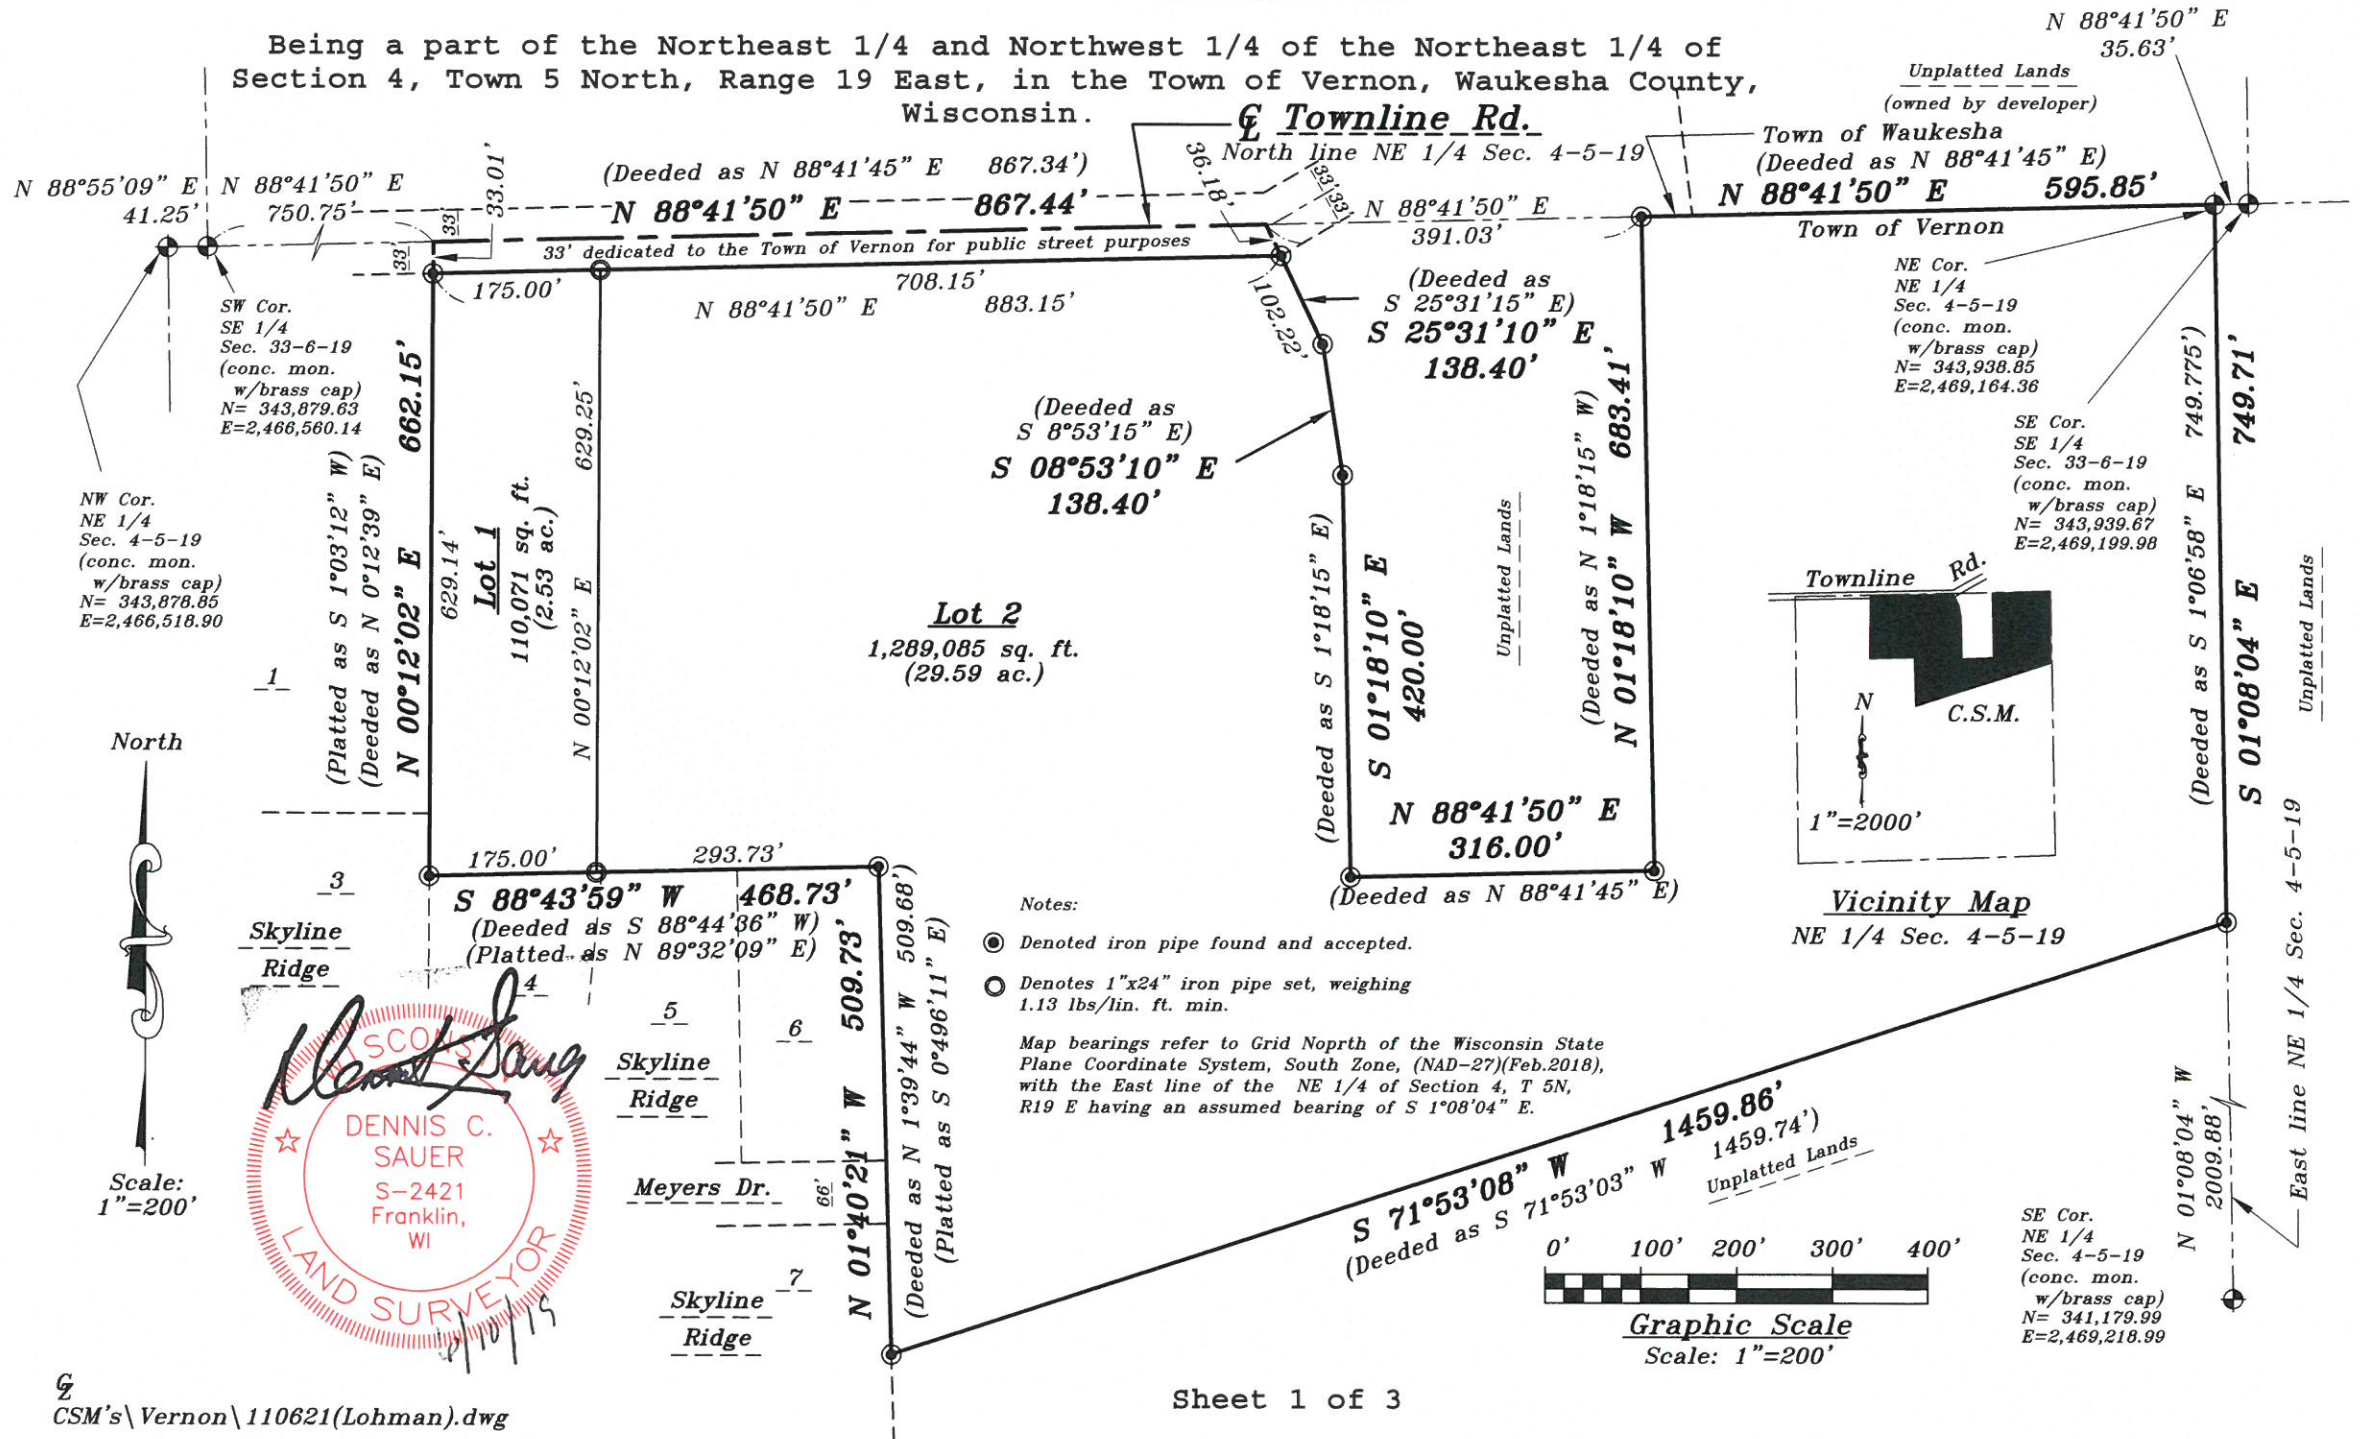 Being a part of the Northeast 1/4 and Northwest 1/4 of the Northeast 1/4 of
Section 4, Town 5 North, Range 19 East, in the Town of Vernon, Waukesha County,
Wisconsin.
N 88°41'50" E
35.63'
Unplatted Lands
(owned by developer)
℄ Townline Rd.
North line NE 1/4 Sec. 4-5-19
Town of Waukesha
(Deeded as N 88°41'45" E)
N 88°41'50" E 595.85'
Town of Vernon
N 88°55'09" E
41.25'
N 88°41'50" E
750.75'
33'
33'
33.01'
(Deeded as N 88°41'45" E 867.34')
N 88°41'50" E 867.44'
33' dedicated to the Town of Vernon for public street purposes
36.18'
33'
33'
N 88°41'50" E
391.03'
175.00'
708.15'
N 88°41'50" E 883.15'
102.22'
(Deeded as
S 25°31'15" E)
S 25°31'10" E
138.40'
(Deeded as
S 8°53'15" E)
S 08°53'10" E
138.40'
SW Cor.
SE 1/4
Sec. 33-6-19
(conc. mon.
w/brass cap)
N= 343,879.63
E=2,466,560.14
NW Cor.
NE 1/4
Sec. 4-5-19
(conc. mon.
w/brass cap)
N= 343,878.85
E=2,466,518.90
NE Cor.
NE 1/4
Sec. 4-5-19
(conc. mon.
w/brass cap)
N= 343,938.85
E=2,469,164.36
SE Cor.
SE 1/4
Sec. 33-6-19
(conc. mon.
w/brass cap)
N= 343,939.67
E=2,469,199.98
(Platted as S 1°03'12" W)
(Deeded as N 0°12'39" E)
N 00°12'02" E 662.15'
629.14'
Lot 1
110,071 sq. ft.
(2.53 ac.)
N 00°12'02" E 629.25'
Lot 2
1,289,085 sq. ft.
(29.59 ac.)
(Deeded as S 1°18'15" E)
S 01°18'10" E
420.00'
Unplatted Lands
(Deeded as N 1°18'15" W)
N 01°18'10" W 683.41'
N 88°41'50" E
316.00'
(Deeded as N 88°41'45" E)
(Deeded as S 1°06'58" E 749.775')
S 01°08'04" E 749.71'
Unplatted Lands
Townline Rd.
N
C.S.M.
1"=2000'
Vicinity Map
NE 1/4 Sec. 4-5-19
1
3
Skyline
Ridge
North
Scale:
1"=200'
175.00'
293.73'
S 88°43'59" W 468.73'
(Deeded as S 88°44'36" W)
(Platted as N 89°32'09" E)
4
5
6
Skyline
Ridge
Meyers Dr.
66'
7
Skyline
Ridge
N 01°40'21" W 509.73'
(Deeded as N 1°39'44" W 509.68')
(Platted as S 0°496'11" E)
Notes:
Denoted iron pipe found and accepted.
Denotes 1"x24" iron pipe set, weighing
1.13 lbs/lin. ft. min.
Map bearings refer to Grid Noprth of the Wisconsin State
Plane Coordinate System, South Zone, (NAD-27)(Feb.2018),
with the East line of the NE 1/4 of Section 4, T 5N,
R19 E having an assumed bearing of S 1°08'04" E.
S 71°53'08" W 1459.86'
(Deeded as S 71°53'03" W 1459.74')
Unplatted Lands
N 01°08'04" W
2009.88'
East line NE 1/4 Sec. 4-5-19
SE Cor.
NE 1/4
Sec. 4-5-19
(conc. mon.
w/brass cap)
N= 341,179.99
E=2,469,218.99
0' 100' 200' 300' 400'
Graphic Scale
Scale: 1"=200'
WISCONSIN
DENNIS C.
SAUER
S-2421
Franklin,
WI
LAND SURVEYOR
Sheet 1 of 3
CSM's\Vernon\110621(Lohman).dwg